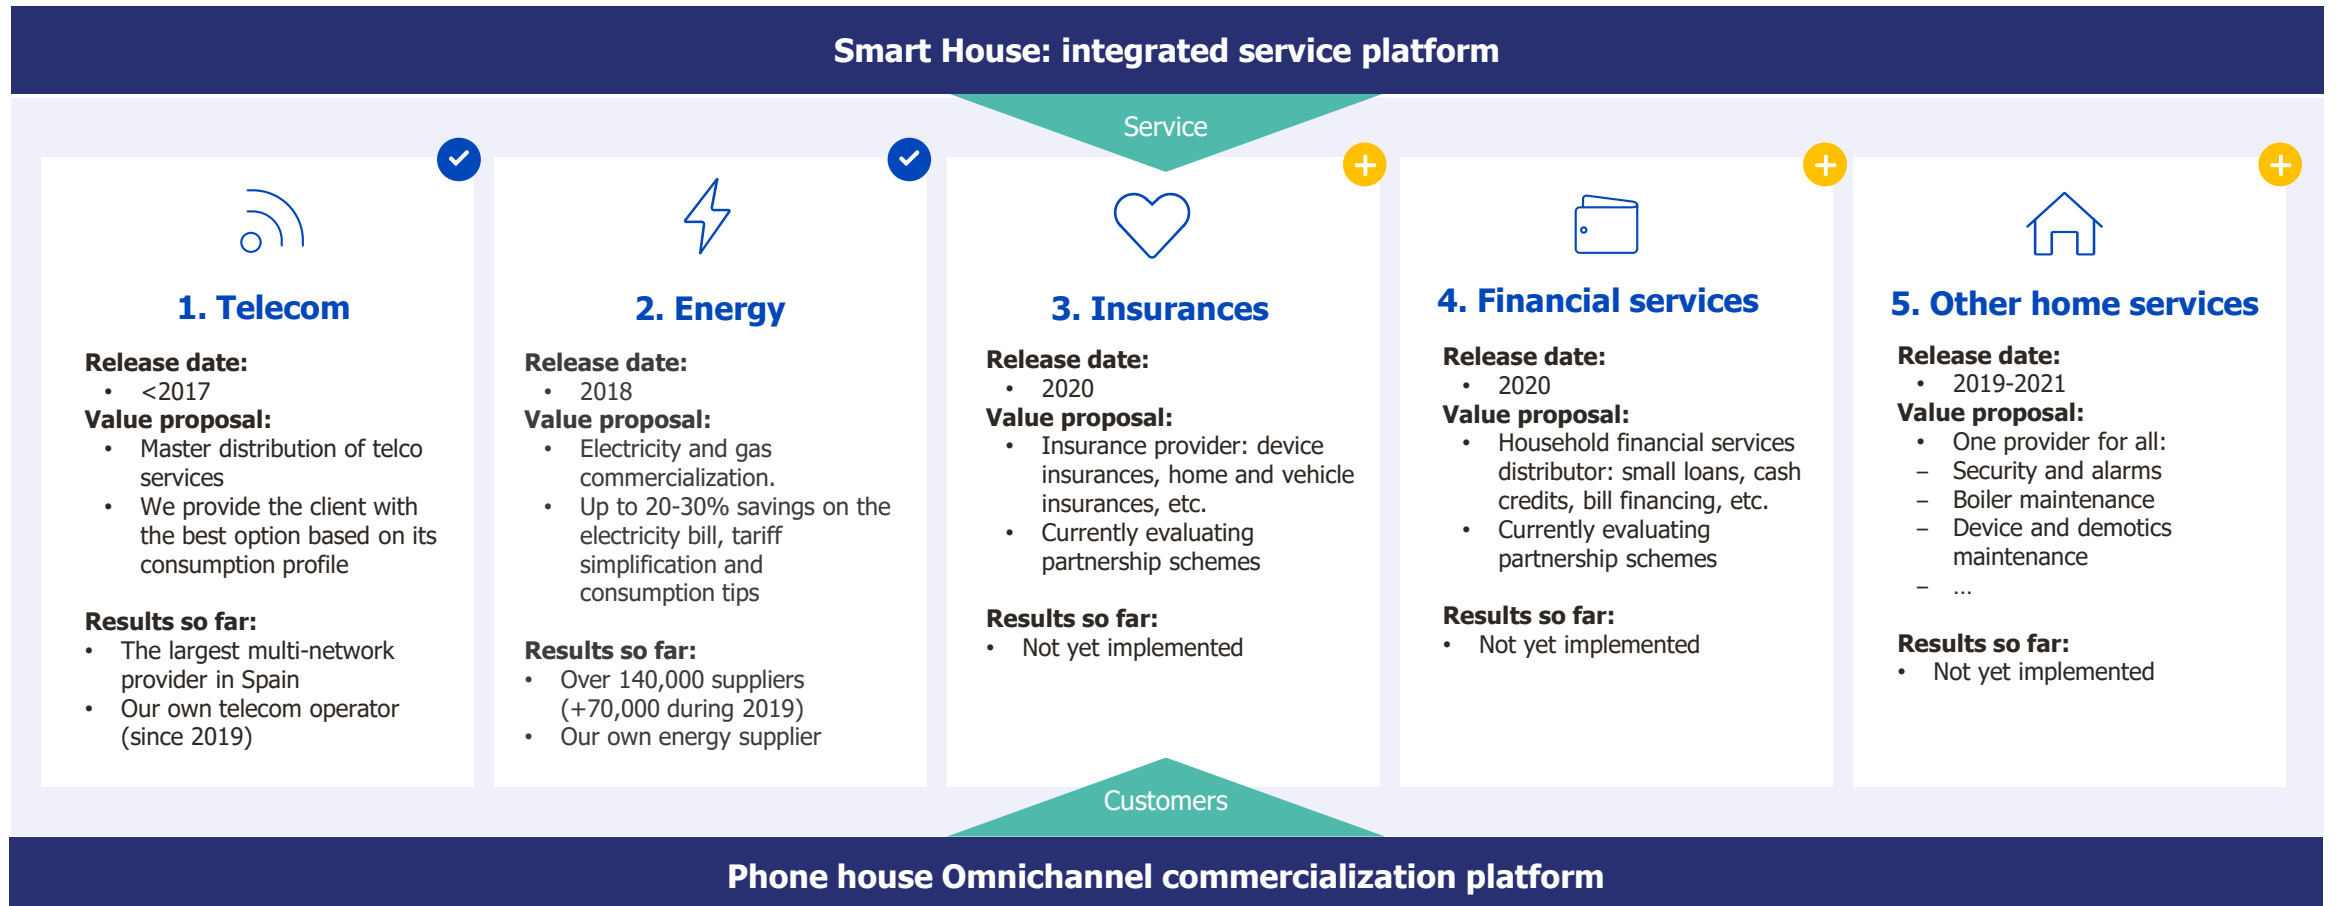 Smart House: integrated service platform
Service
1. Telecom
Release date:
• <2017
Value proposal:
• Master distribution of telco
services
• We provide the client with
the best option based on its
consumption profile
Results so far:
• The largest multi-network
provider in Spain
• Our own telecom operator
(since 2019)
2. Energy
Release date:
• 2018
Value proposal:
• Electricity and gas
commercialization.
• Up to 20-30% savings on the
electricity bill, tariff
simplification and
consumption tips
Results so far:
• Over 140,000 suppliers
(+70,000 during 2019)
• Our own energy supplier
3. Insurances
Release date:
• 2020
Value proposal:
• Insurance provider: device
insurances, home and vehicle
insurances, etc.
• Currently evaluating
partnership schemes
Results so far:
• Not yet implemented
4. Financial services
Release date:
• 2020
Value proposal:
• Household financial services
distributor: small loans, cash
credits, bill financing, etc.
• Currently evaluating
partnership schemes
Results so far:
• Not yet implemented
5. Other home services
Release date:
• 2019-2021
Value proposal:
• One provider for all:
– Security and alarms
– Boiler maintenance
– Device and demotics
maintenance
– ...
Results so far:
• Not yet implemented
Customers
Phone house Omnichannel commercialization platform